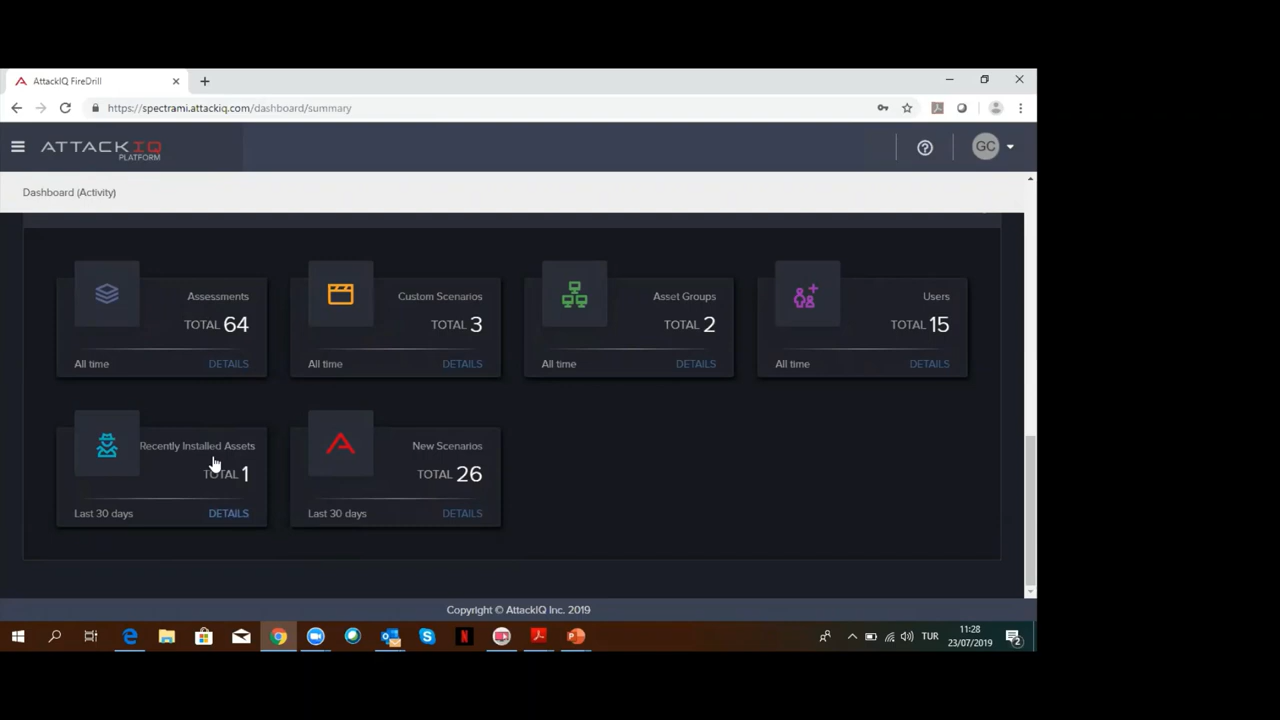 AttackIQ FireDrill
https://spectrami.attackiq.com/dashboard/summary
ATTACKIQ
PLATFORM
GC
Dashboard (Activity)
Assessments
TOTAL 64
All time DETAILS
Custom Scenarios
TOTAL 3
All time DETAILS
Asset Groups
TOTAL 2
All time DETAILS
Users
TOTAL 15
All time DETAILS
Recently Installed Assets
TOTAL 1
Last 30 days DETAILS
New Scenarios
TOTAL 26
Last 30 days DETAILS
Copyright © AttackIQ Inc. 2019
TUR
11:28
23/07/2019
2